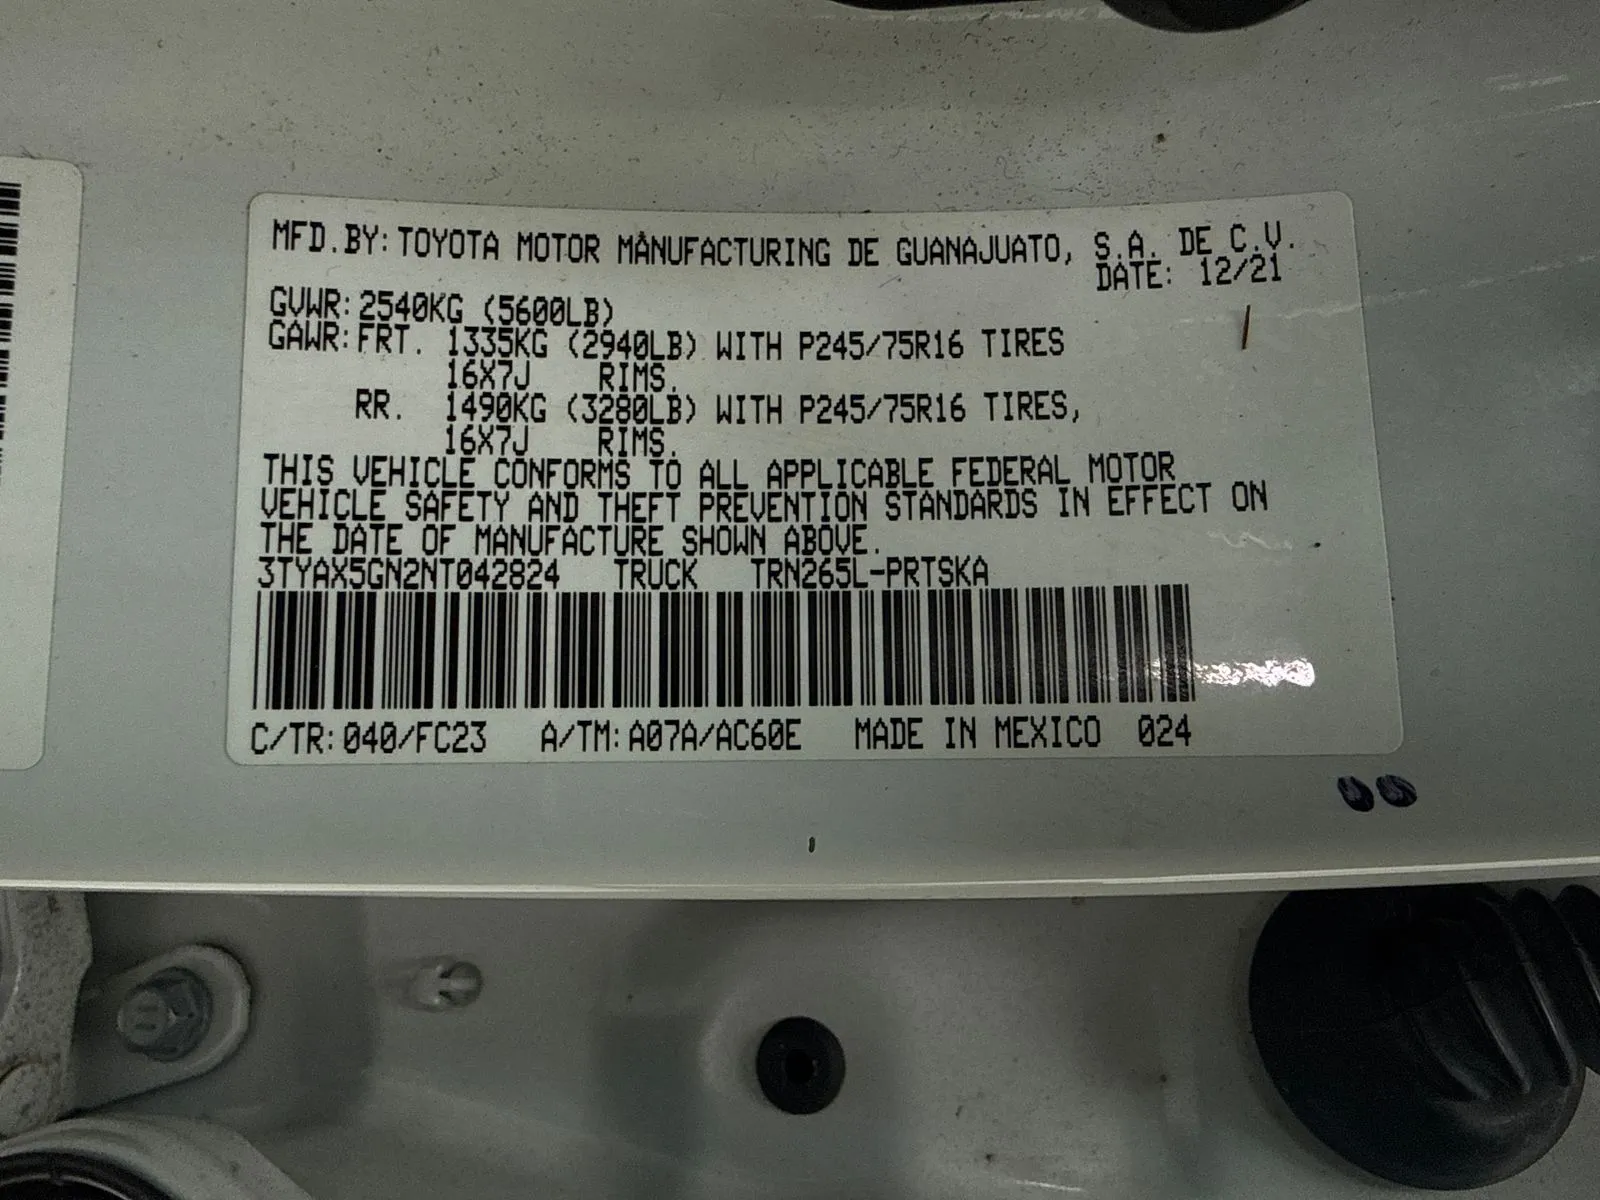 MFD.BY: TOYOTA MOTOR MANUFACTURING DE GUANAJUATO, S.A. DE C.V.
DATE: 12/21
GVWR: 2540KG (5600LB)
GAWR: FRT. 1335KG (2940LB) WITH P245/75R16 TIRES
16X7J RIMS.
RR. 1490KG (3280LB) WITH P245/75R16 TIRES,
16X7J RIMS.
THIS VEHICLE CONFORMS TO ALL APPLICABLE FEDERAL MOTOR
VEHICLE SAFETY AND THEFT PREVENTION STANDARDS IN EFFECT ON
THE DATE OF MANUFACTURE SHOWN ABOVE.
3TYAX5GN2NT042824 TRUCK TRN265L-PRTSKA
C/TR: 040/FC23 A/TM: A07A/AC60E MADE IN MEXICO 024